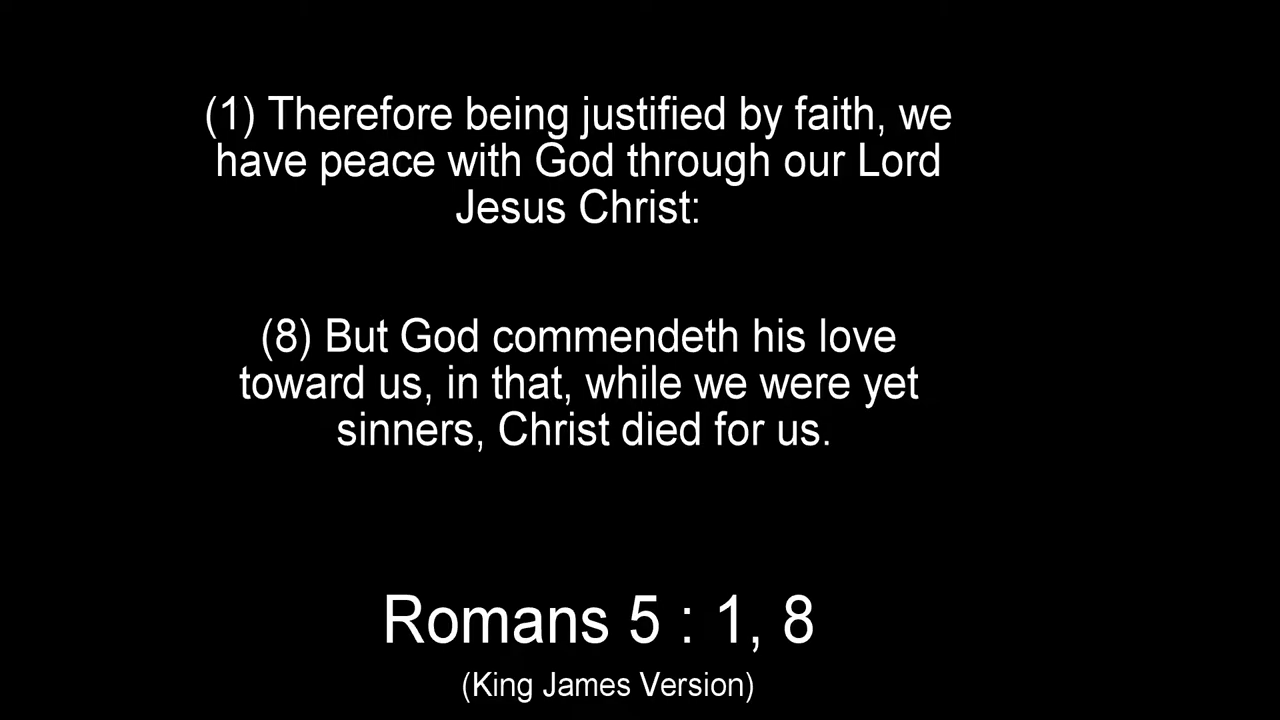 (1) Therefore being justified by faith, we
have peace with God through our Lord
Jesus Christ:
(8) But God commendeth his love
toward us, in that, while we were yet
sinners, Christ died for us.
Romans 5 : 1, 8
(King James Version)